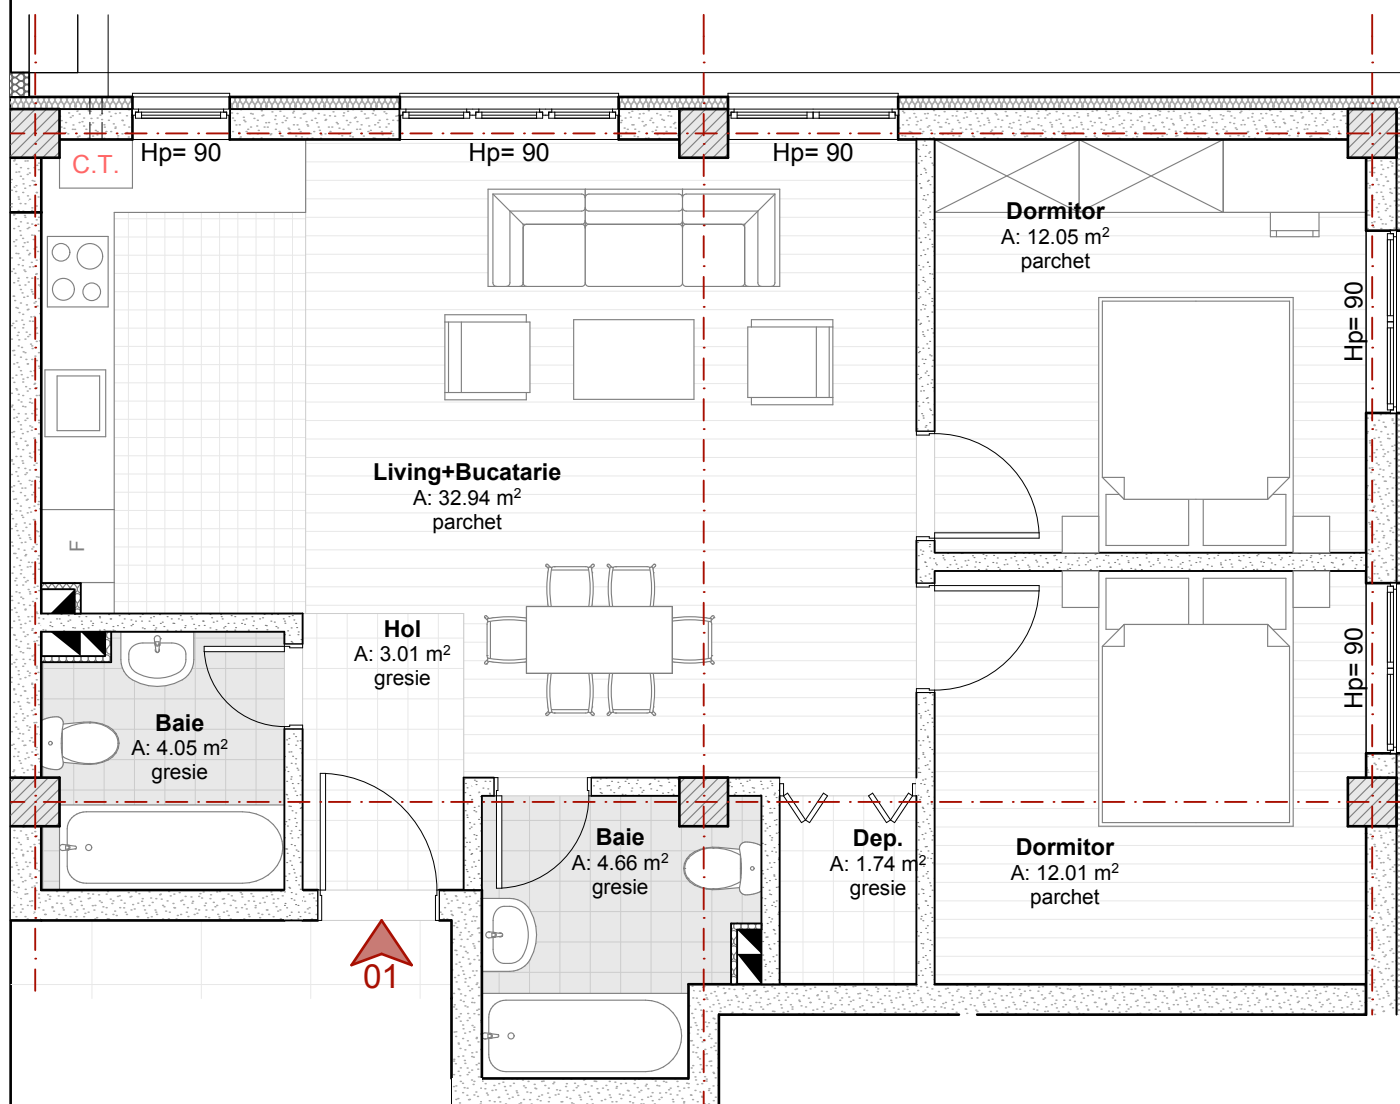 C.T.
Hp= 90
Hp= 90
Hp= 90
Dormitor
A: 12.05 m²
parchet
Hp= 90
Living+Bucatarie
A: 32.94 m²
parchet
F
Hol
A: 3.01 m²
gresie
Hp= 90
Baie
A: 4.05 m²
gresie
Baie
A: 4.66 m²
gresie
Dep.
A: 1.74 m²
gresie
Dormitor
A: 12.01 m²
parchet
01